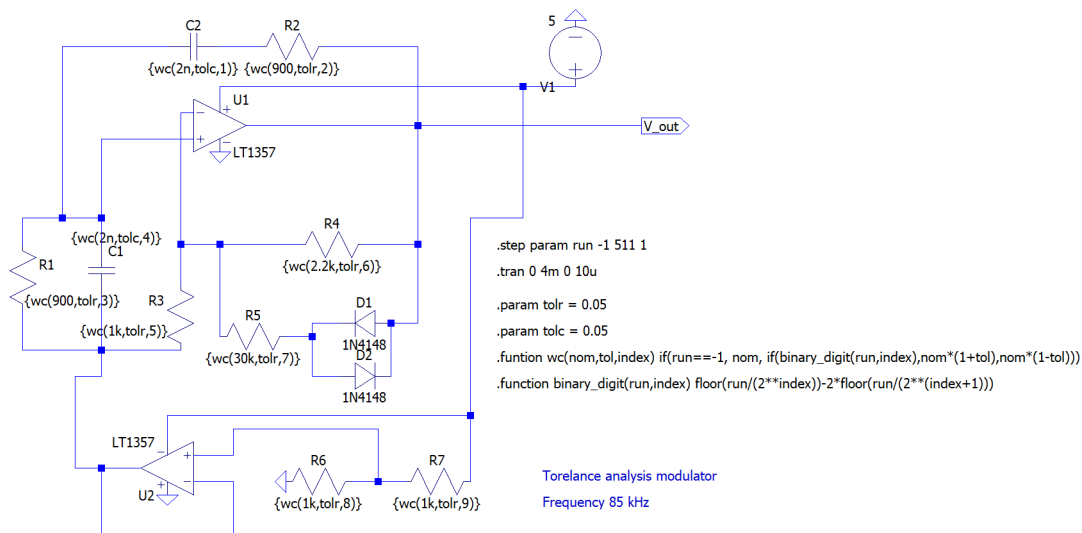 C2
R2
5
{wc(2n,tolc,1)}
{wc(900,tolr,2)}
V1
U1
V_out
LT1357
R4
{wc(2n,tolc,4)}
C1
{wc(2.2k,tolr,6)}
R1
{wc(900,tolr,3)}
R3
{wc(1k,tolr,5)}
D1
R5
1N4148
D2
{wc(30k,tolr,7)}
1N4148
.step param run -1 511 1
.tran 0 4m 0 10u
.param tolr = 0.05
.param tolc = 0.05
.funtion wc(nom,tol,index) if(run==-1, nom, if(binary_digit(run,index),nom*(1+tol),nom*(1-tol)))
.function binary_digit(run,index) floor(run/(2**index))-2*floor(run/(2**(index+1)))
LT1357
U2
R6
R7
{wc(1k,tolr,8)}
{wc(1k,tolr,9)}
Torelance analysis modulator
Frequency 85 kHz